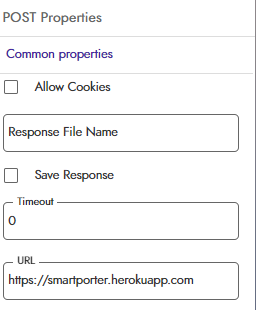 POST Properties
Common properties
Allow Cookies
Response File Name
Save Response
Timeout
0
URL
https://smartporter.herokuapp.com